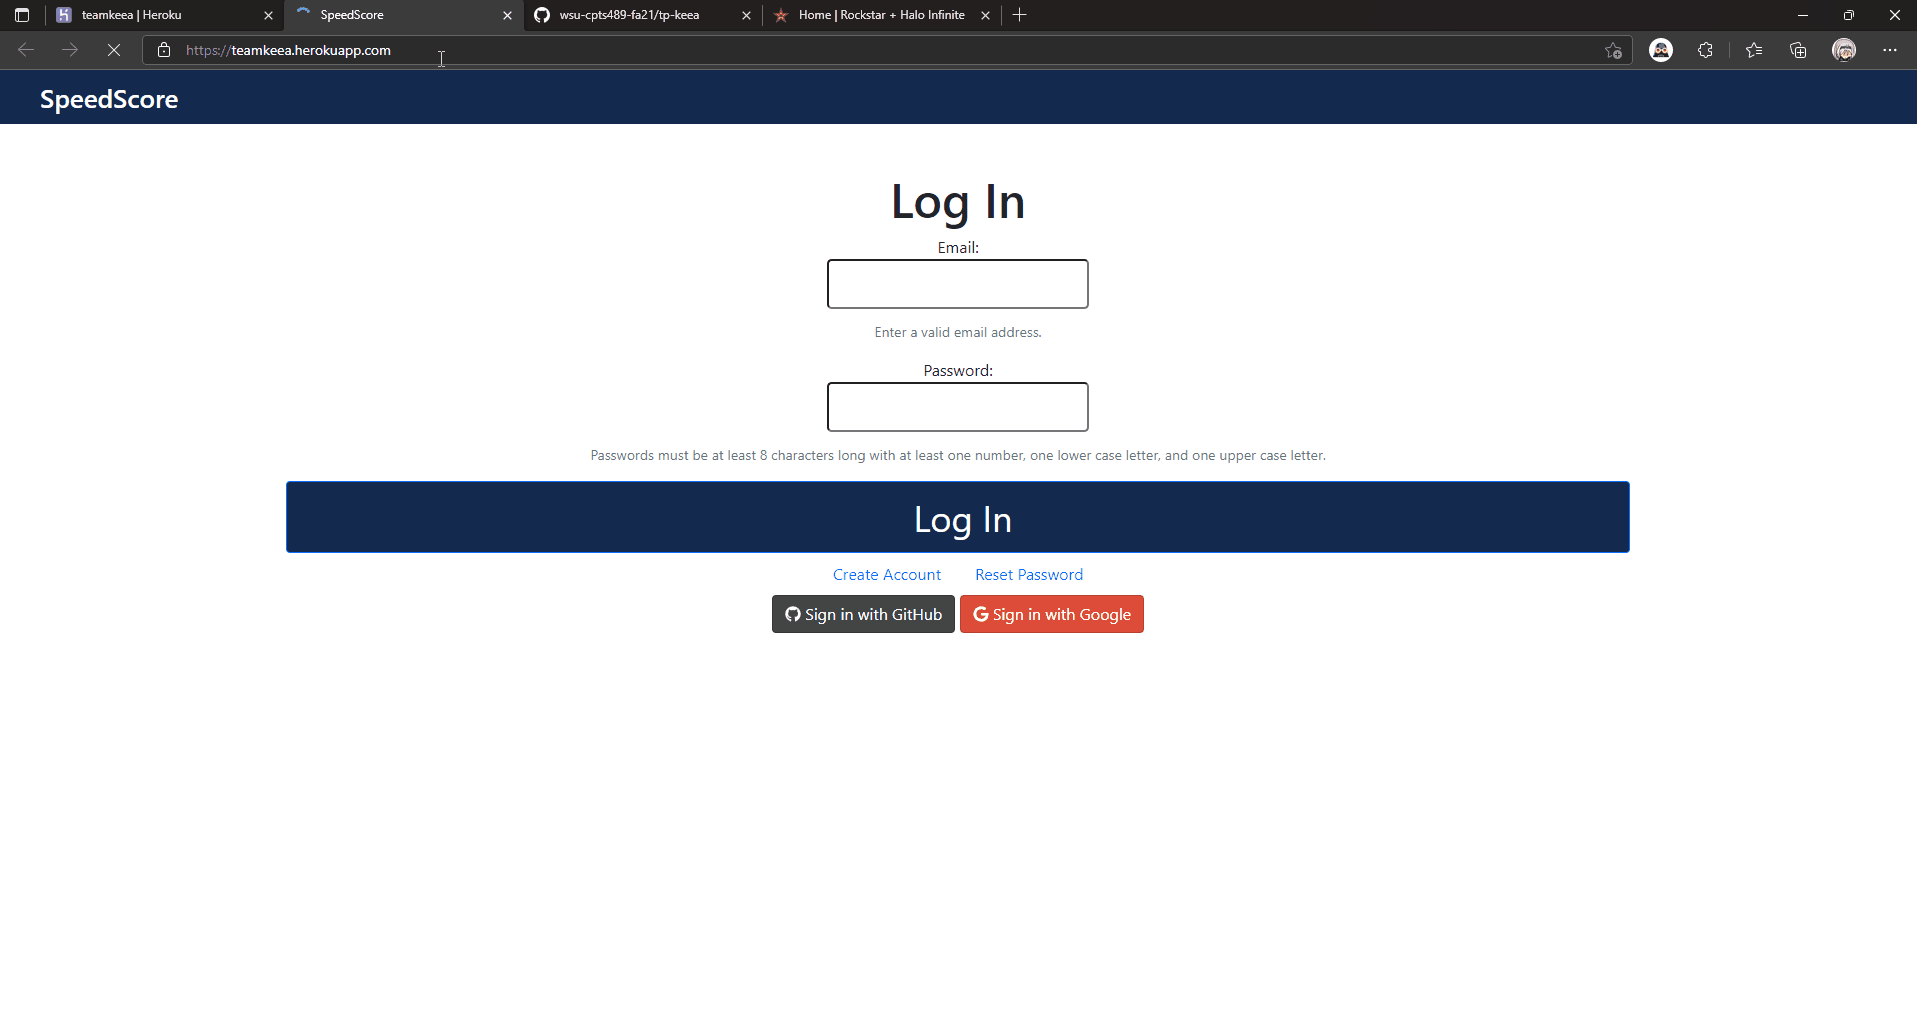 teamkeea | Heroku
SpeedScore
wsu-cpts489-fa21/tp-keea
Home | Rockstar + Halo Infinite
https://teamkeea.herokuapp.com
SpeedScore
Log In
Email:
Enter a valid email address.
Password:
Passwords must be at least 8 characters long with at least one number, one lower case letter, and one upper case letter.
Log In
Create Account Reset Password
Sign in with GitHub Sign in with Google